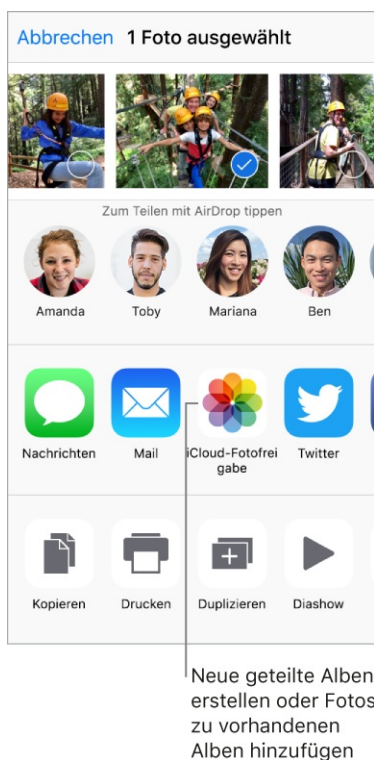 Abbrechen 1 Foto ausgewählt
Zum Teilen mit AirDrop tippen
Amanda Toby Mariana Ben
Nachrichten Mail iCloud-Fotofrei Twitter
gabe
Kopieren Drucken Duplizieren Diashow
Neue geteilte Alben
erstellen oder Fotos
zu vorhandenen
Alben hinzufügen